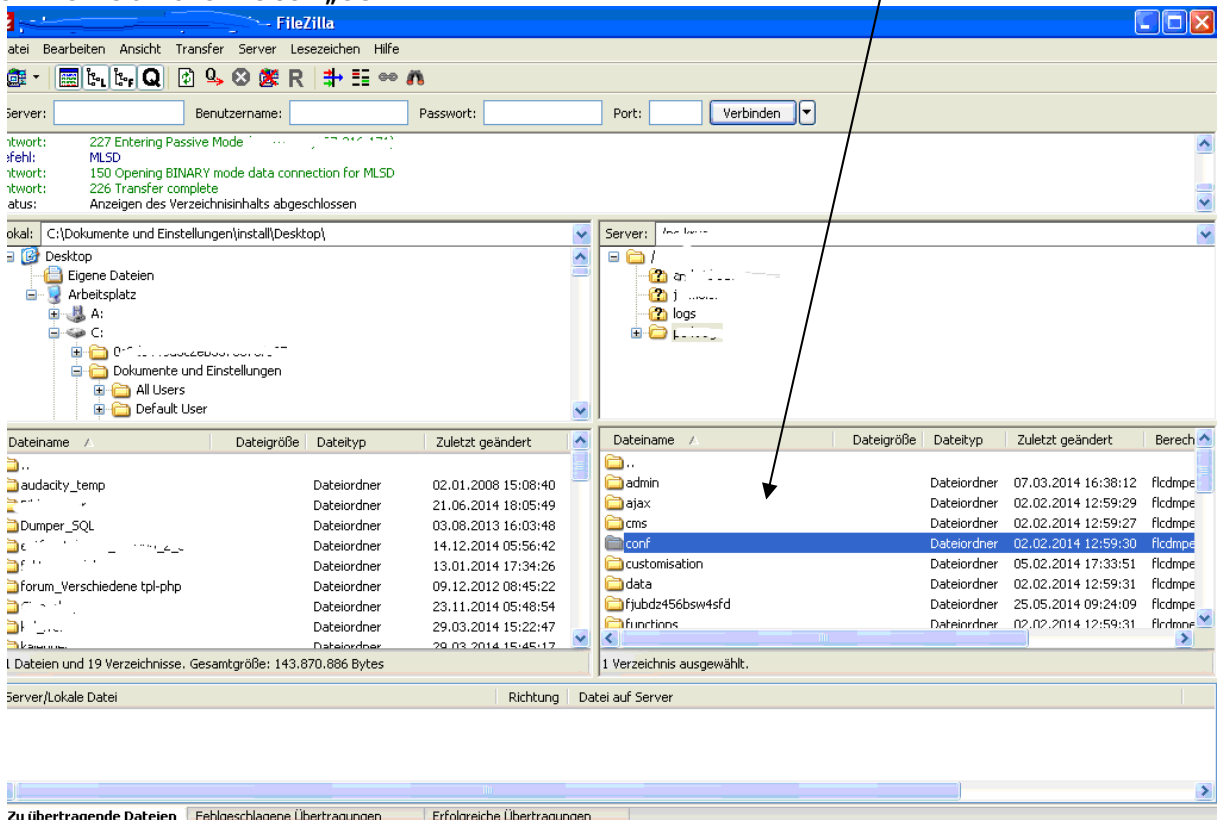 - FileZilla
atei Bearbeiten Ansicht Transfer Server Lesezeichen Hilfe
Server: Benutzername: Passwort: Port: Verbinden
ntwort: 227 Entering Passive Mode
efehl: MLSD
ntwort: 150 Opening BINARY mode data connection for MLSD
ntwort: 226 Transfer complete
atus: Anzeigen des Verzeichnisinhalts abgeschlossen
okal: C:\Dokumente und Einstellungen\install\Desktop\
Desktop
Eigene Dateien
Arbeitsplatz
A:
C:
Dokumente und Einstellungen
All Users
Default User
Server:
/
logs
Dateiname Dateigröße Dateityp Zuletzt geändert
..
audacity_temp Dateiordner 02.01.2008 15:08:40
Dateiordner 21.06.2014 18:05:49
Dumper_SQL Dateiordner 03.08.2013 16:03:48
Dateiordner 14.12.2014 05:56:42
Dateiordner 13.01.2014 17:34:26
forum_Verschiedene tpl-php Dateiordner 09.12.2012 08:45:22
Dateiordner 23.11.2014 05:48:54
Dateiordner 29.03.2014 15:22:47
Dateiordner 29.03.2014 15:45:17
1 Dateien und 19 Verzeichnisse. Gesamtgröße: 143.870.886 Bytes
Dateiname Dateigröße Dateityp Zuletzt geändert Berech
..
admin Dateiordner 07.03.2014 16:38:12 flcdmpe
ajax Dateiordner 02.02.2014 12:59:29 flcdmpe
cms Dateiordner 02.02.2014 12:59:27 flcdmpe
conf Dateiordner 02.02.2014 12:59:30 flcdmpe
customisation Dateiordner 05.02.2014 17:33:51 flcdmpe
data Dateiordner 02.02.2014 12:59:31 flcdmpe
fjubdz456bsw4sfd Dateiordner 25.05.2014 09:24:09 flcdmpe
functions Dateiordner 02.02.2014 12:59:31 flcdmpe
1 Verzeichnis ausgewählt.
Server/Lokale Datei Richtung Datei auf Server
Zu übertragende Dateien Fehlgeschlagene Übertragungen Erfolgreiche Übertragungen